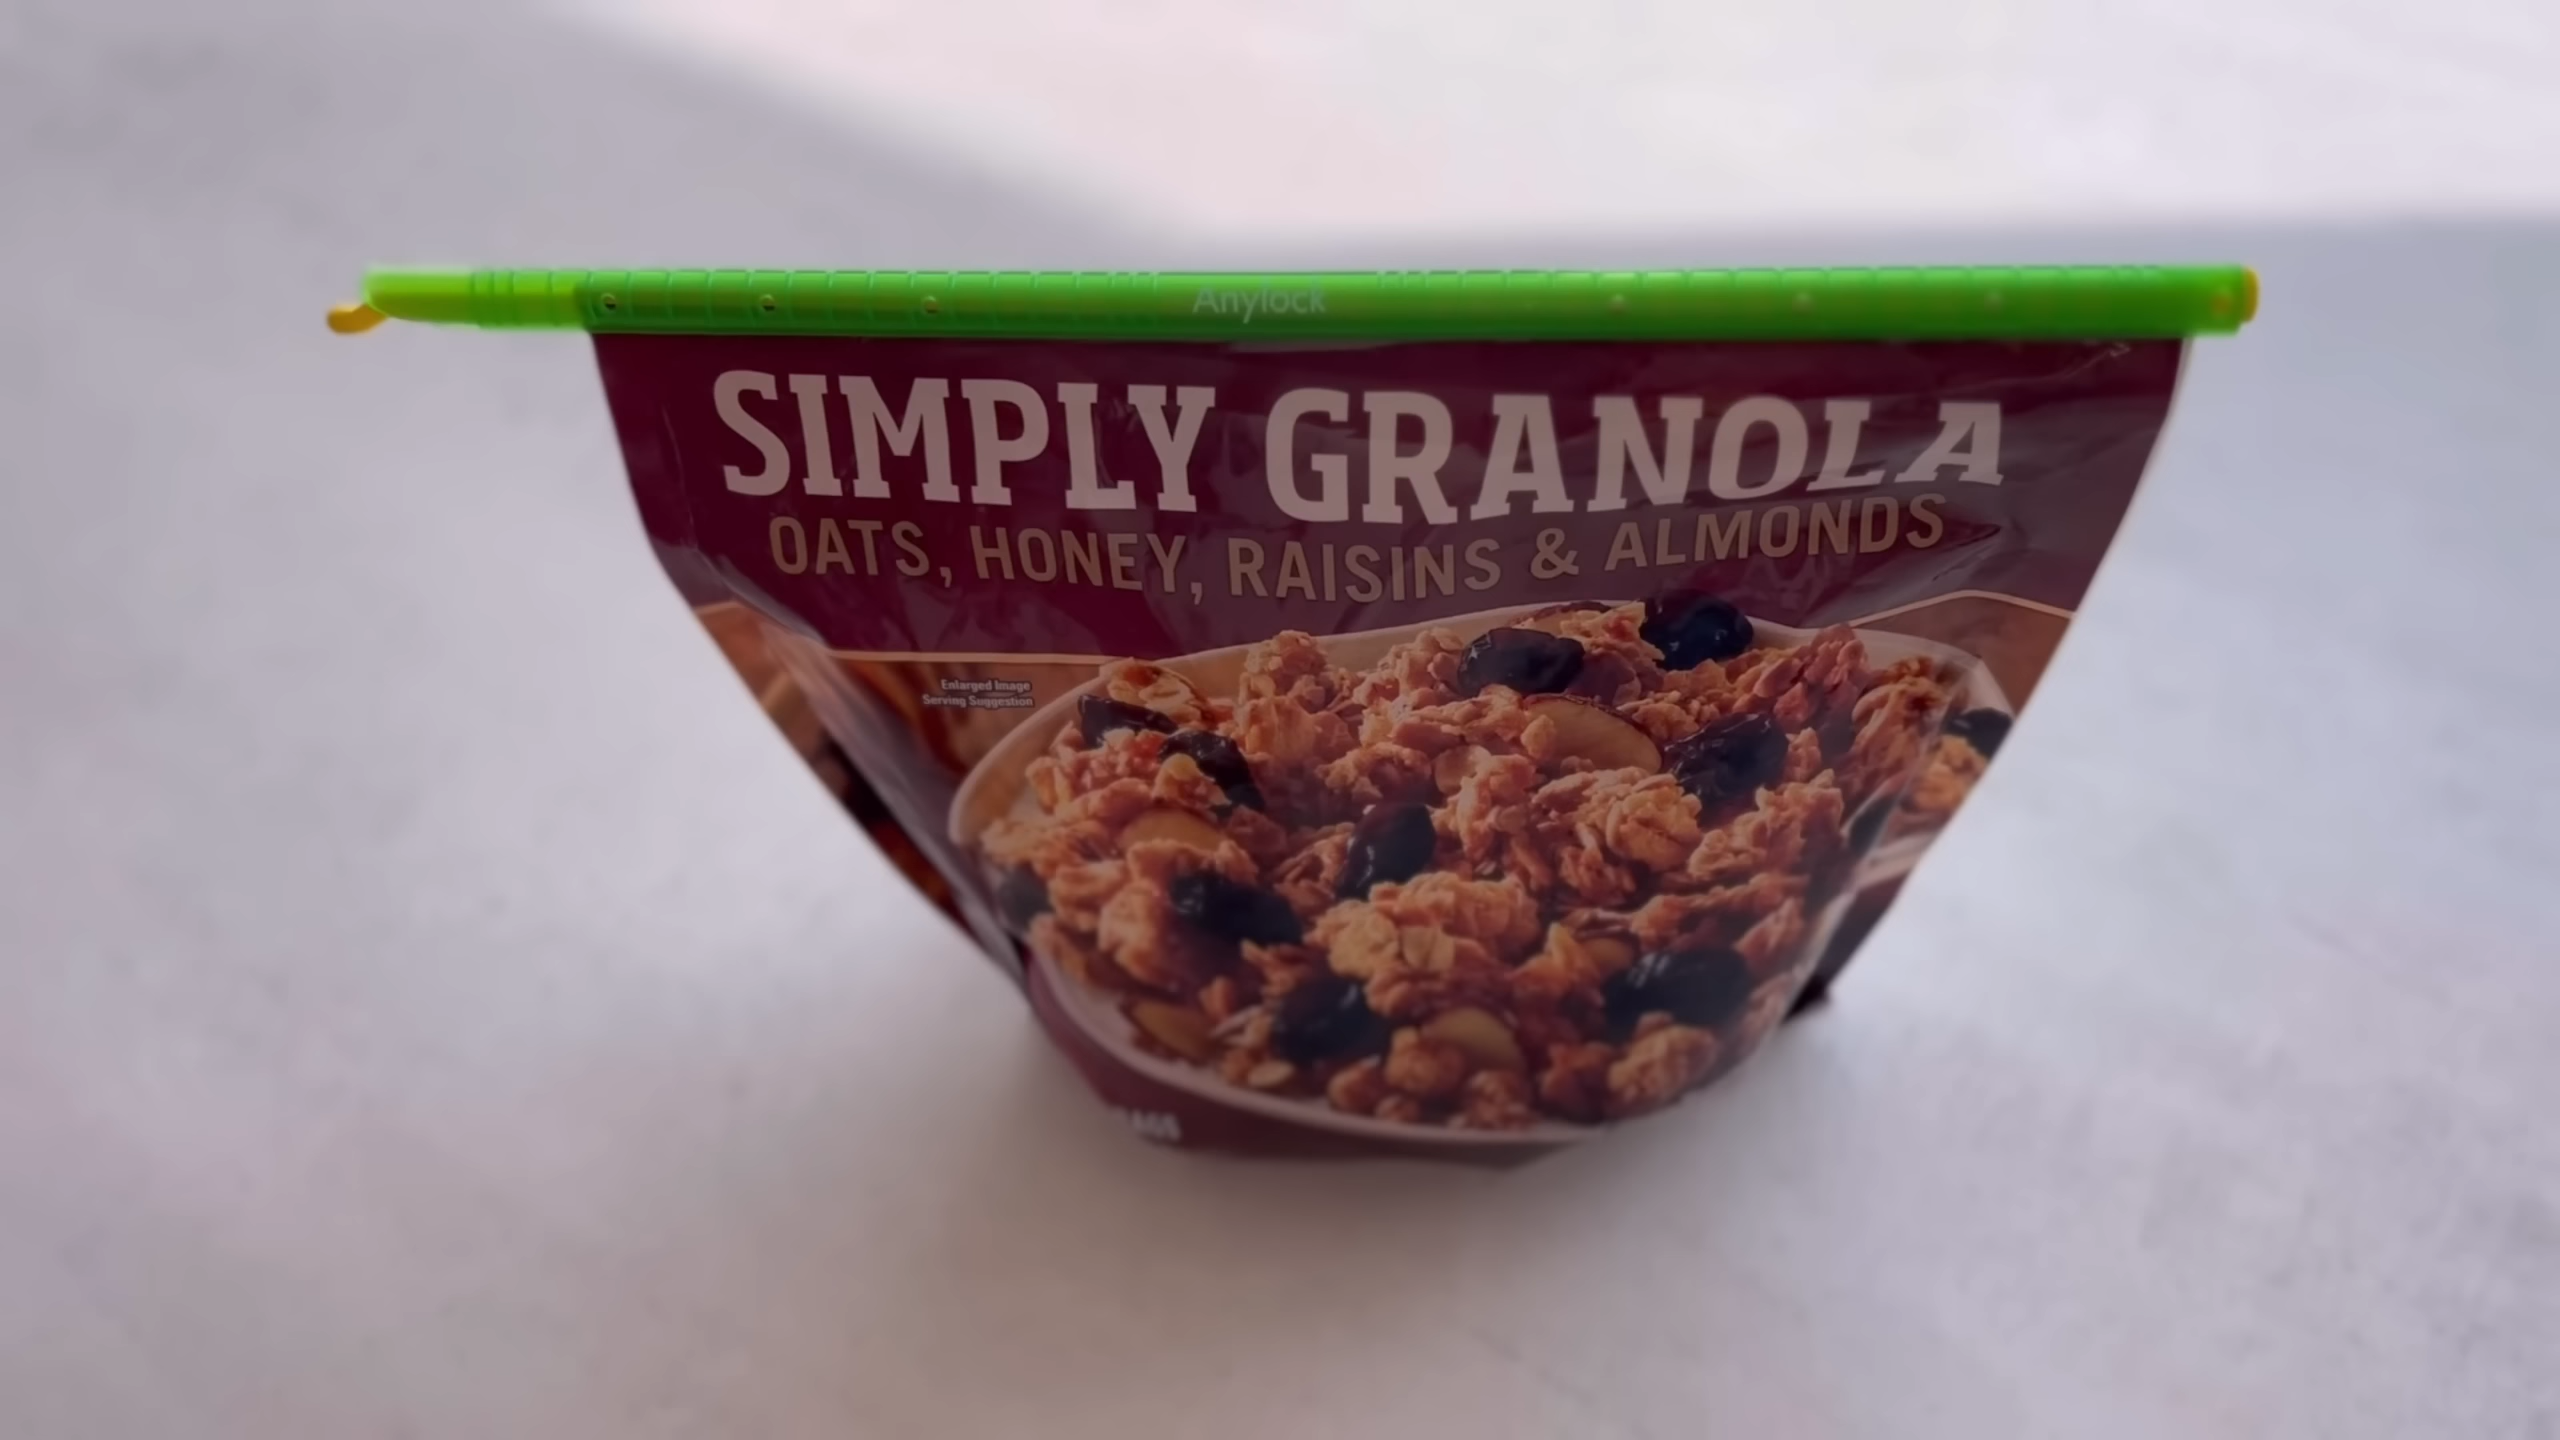 Anylock
SIMPLY GRANOLA
OATS, HONEY, RAISINS & ALMONDS
Enlarged Image
Serving Suggestion